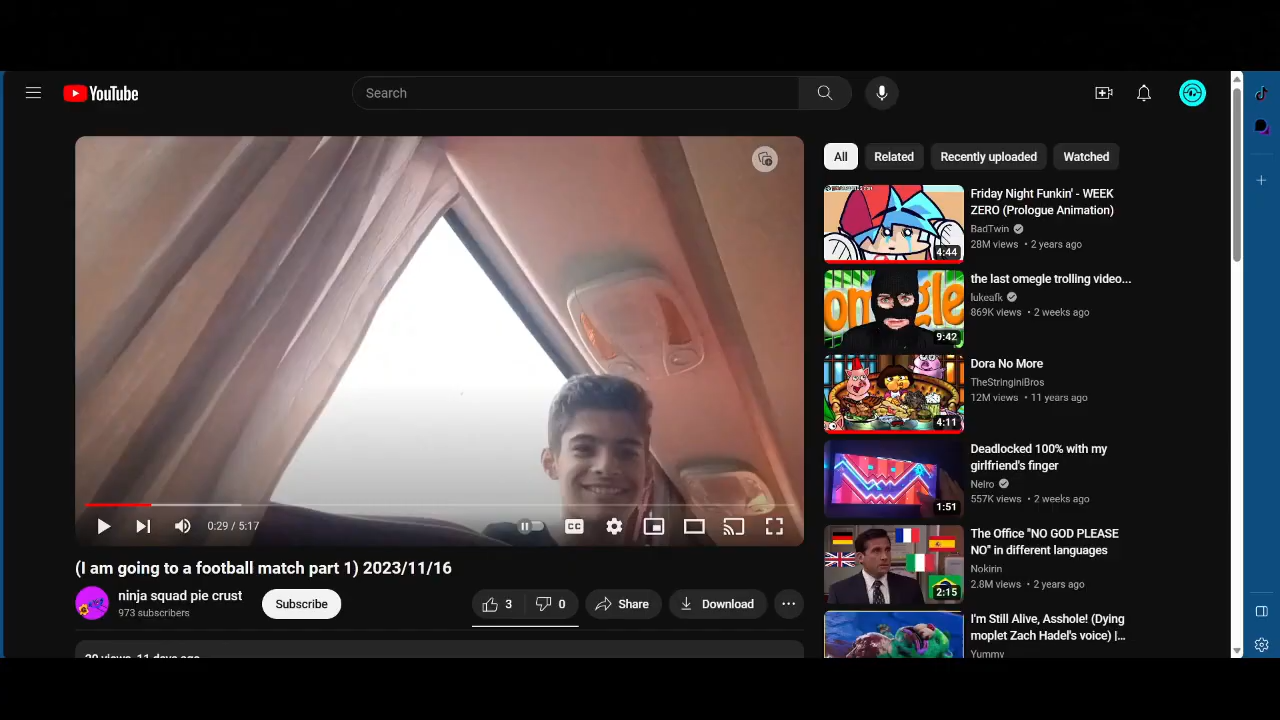 YouTube
Search
All
Related
Recently uploaded
Watched
Friday Night Funkin' - WEEK
ZERO (Prologue Animation)
BadTwin
28M views • 2 years ago
4:44
the last omegle trolling video...
lukeafk
869K views • 2 weeks ago
9:42
Dora No More
TheStringiniBros
12M views • 11 years ago
4:11
Deadlocked 100% with my
girlfriend's finger
Neiro
557K views • 2 weeks ago
1:51
The Office "NO GOD PLEASE
NO" in different languages
Nokirin
2.8M views • 2 years ago
2:15
I'm Still Alive, Asshole! (Dying
moplet Zach Hadel's voice) |...
Yummy
0:29 / 5:17
CC
(I am going to a football match part 1) 2023/11/16
ninja squad pie crust
973 subscribers
Subscribe
3
0
Share
Download